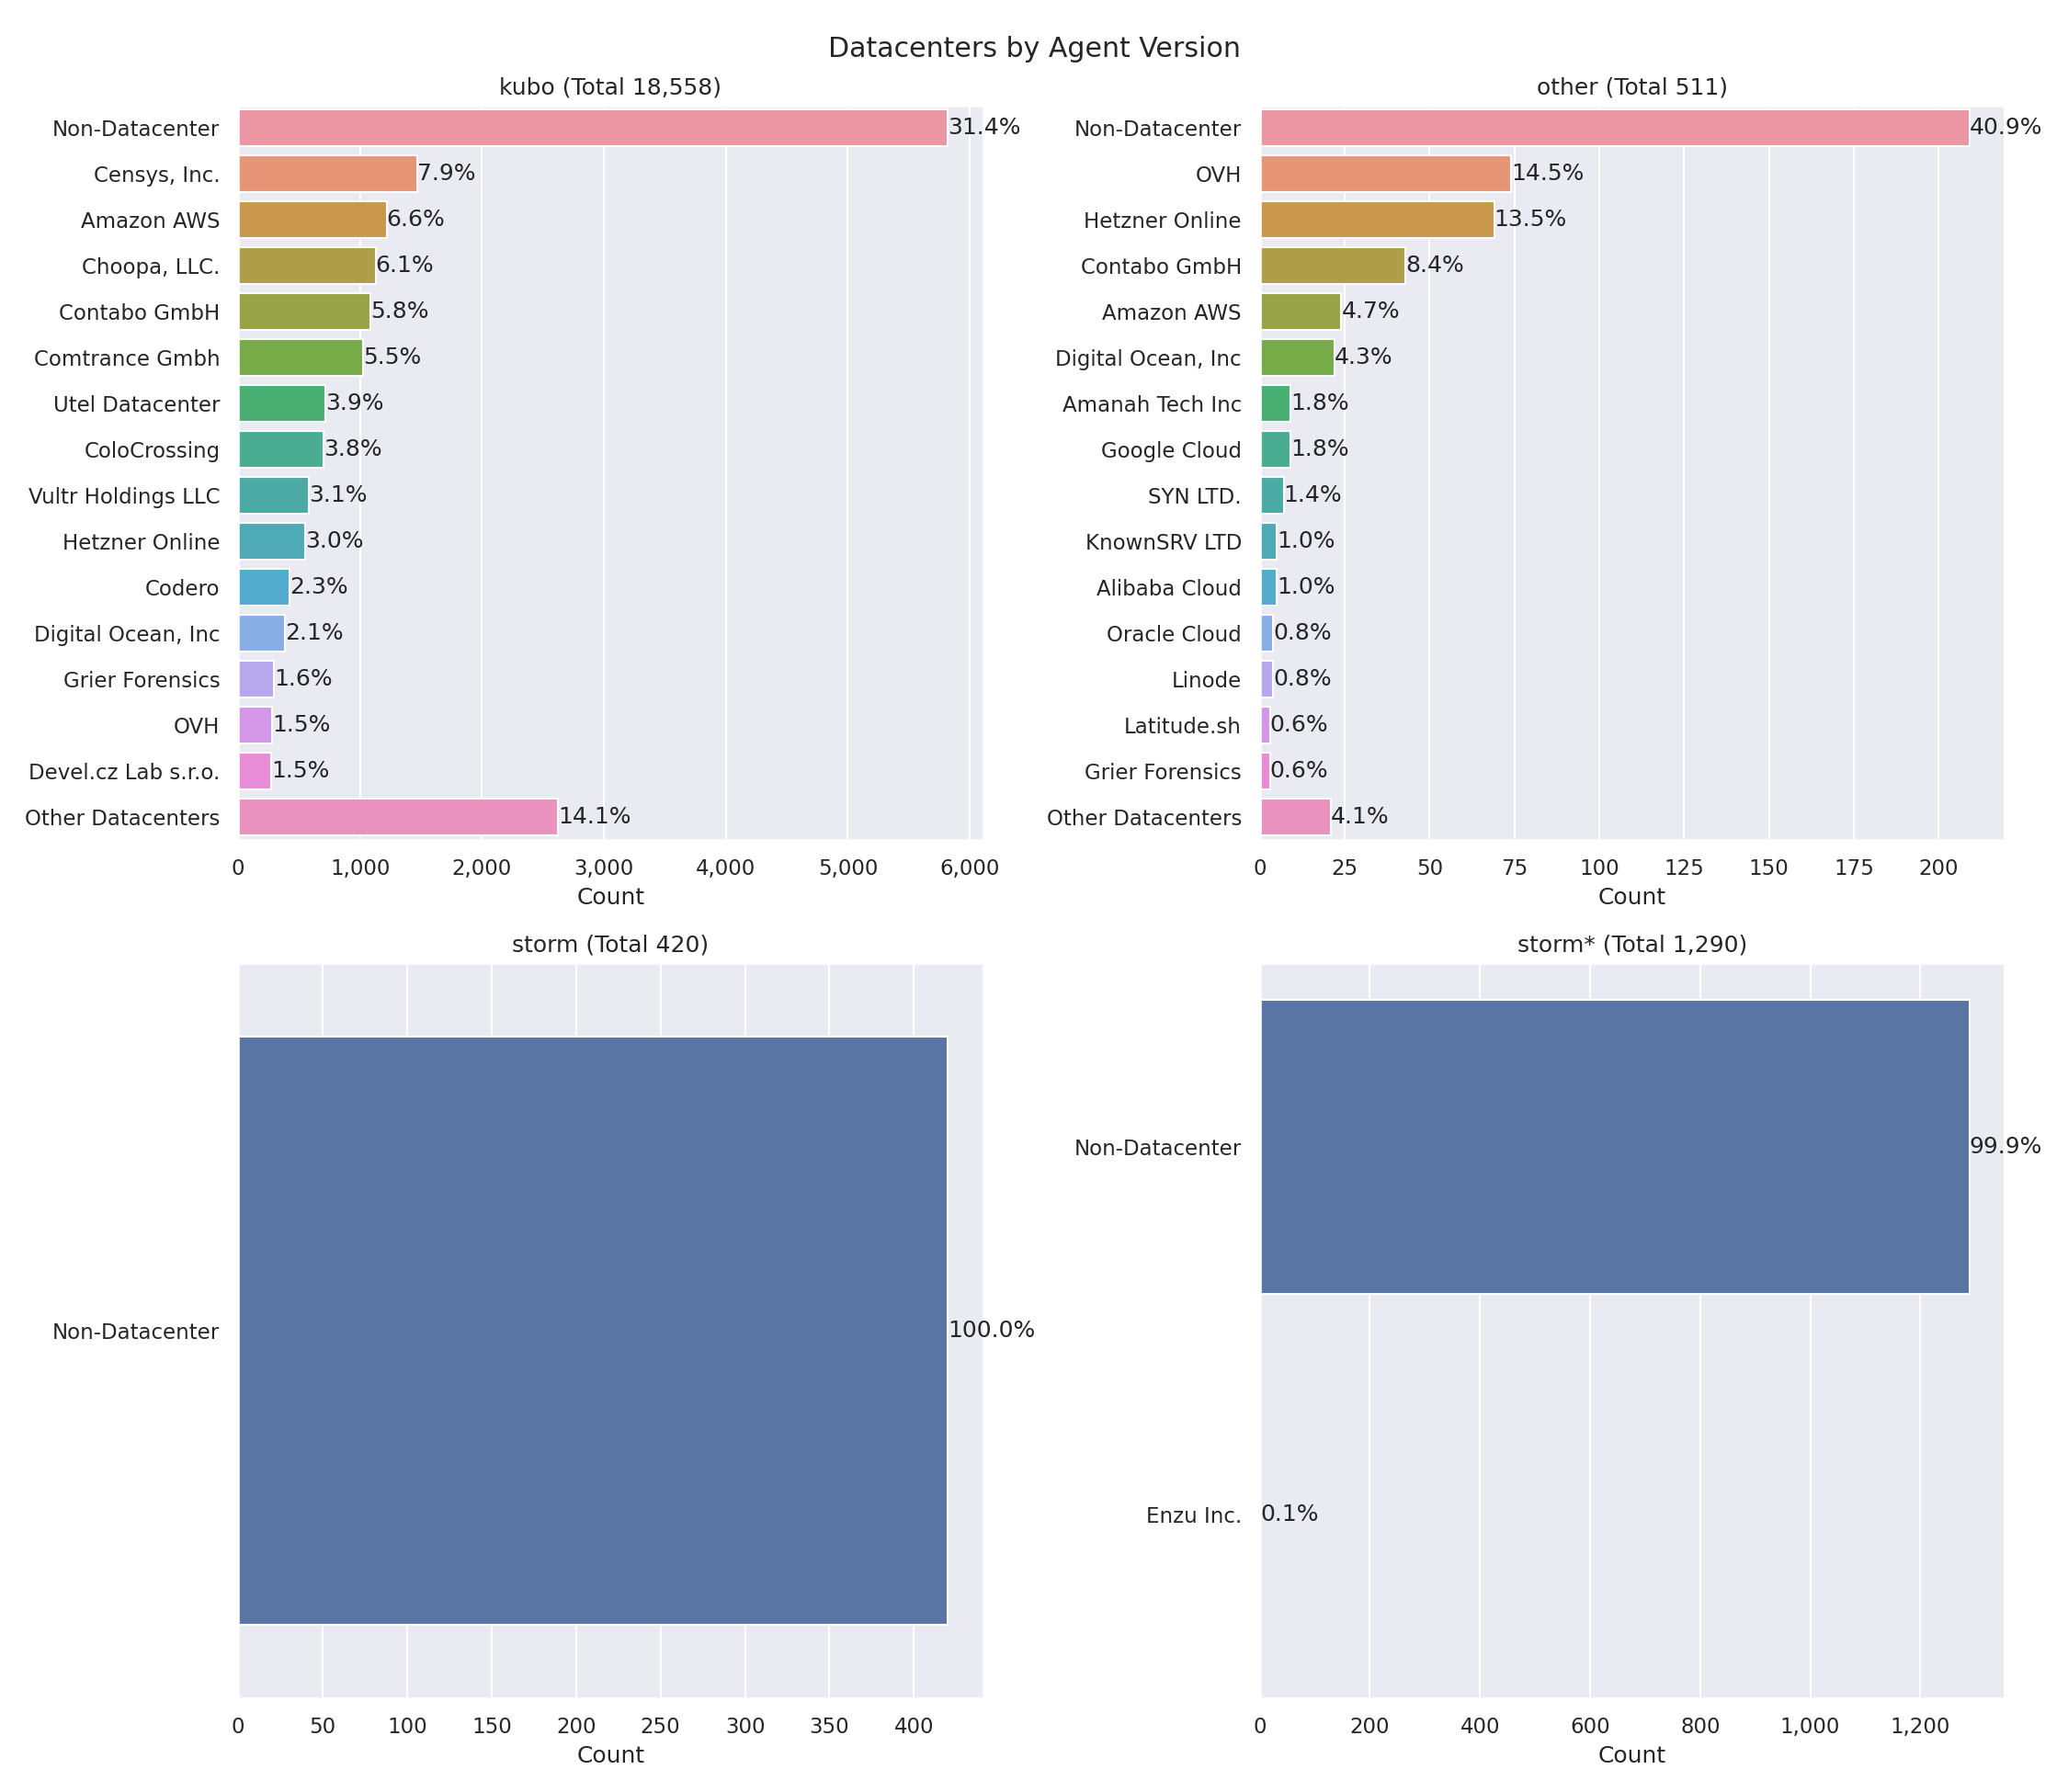 Datacenters by Agent Version
kubo (Total 18,558)
Non-Datacenter 31.4%
Censys, Inc. 7.9%
Amazon AWS 6.6%
Choopa, LLC. 6.1%
Contabo GmbH 5.8%
Comtrance Gmbh 5.5%
Utel Datacenter 3.9%
ColoCrossing 3.8%
Vultr Holdings LLC 3.1%
Hetzner Online 3.0%
Codero 2.3%
Digital Ocean, Inc 2.1%
Grier Forensics 1.6%
OVH 1.5%
Devel.cz Lab s.r.o. 1.5%
Other Datacenters 14.1%
0 1,000 2,000 3,000 4,000 5,000 6,000
Count
other (Total 511)
Non-Datacenter 40.9%
OVH 14.5%
Hetzner Online 13.5%
Contabo GmbH 8.4%
Amazon AWS 4.7%
Digital Ocean, Inc 4.3%
Amanah Tech Inc 1.8%
Google Cloud 1.8%
SYN LTD. 1.4%
KnownSRV LTD 1.0%
Alibaba Cloud 1.0%
Oracle Cloud 0.8%
Linode 0.8%
Latitude.sh 0.6%
Grier Forensics 0.6%
Other Datacenters 4.1%
0 25 50 75 100 125 150 175 200
Count
storm (Total 420)
Non-Datacenter 100.0%
0 50 100 150 200 250 300 350 400
Count
storm* (Total 1,290)
Non-Datacenter 99.9%
Enzu Inc. 0.1%
0 200 400 600 800 1,000 1,200
Count